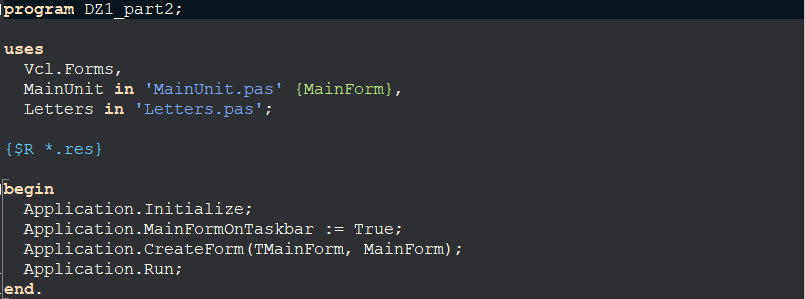 program DZ1_part2;
uses
Vcl.Forms,
MainUnit in 'MainUnit.pas' {MainForm},
Letters in 'Letters.pas';
{$R *.res}
begin
Application.Initialize;
Application.MainFormOnTaskbar := True;
Application.CreateForm(TMainForm, MainForm);
Application.Run;
end.